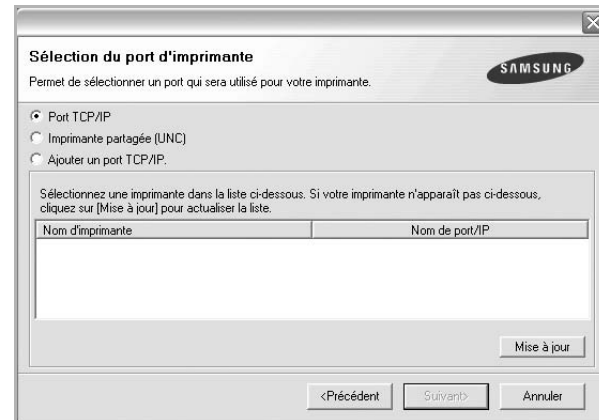 Sélection du port d'imprimante
Permet de sélectionner un port qui sera utilisé pour votre imprimante.
SAMSUNG
Port TCP/IP
Imprimante partagée (UNC)
Ajouter un port TCP/IP.
Sélectionnez une imprimante dans la liste ci-dessous. Si votre imprimante n'apparaît pas ci-dessous,
cliquez sur [Mise à jour] pour actualiser la liste.
Nom d'imprimante Nom de port/IP
Mise à jour
<Précédent Suivant> Annuler